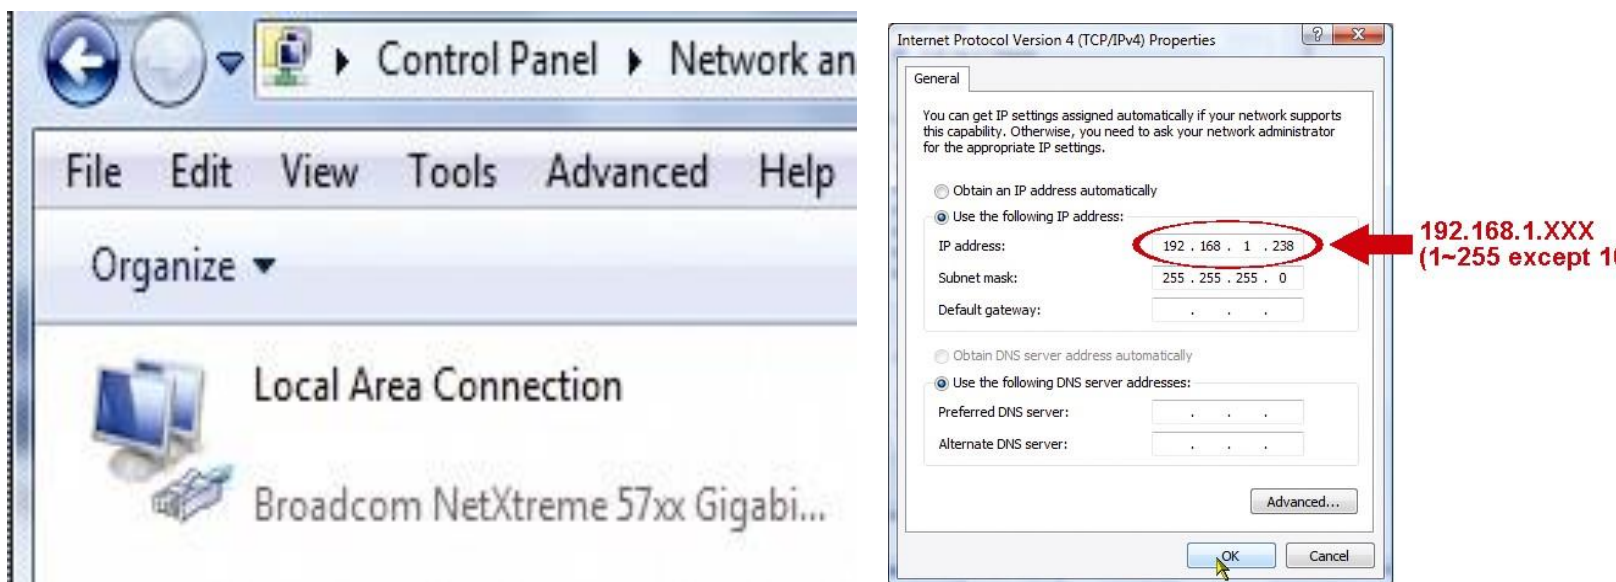 Control Panel Network an
File Edit View Tools Advanced Help
Organize
Local Area Connection
Broadcom NetXtreme 57xx Gigabi...
Internet Protocol Version 4 (TCP/IPv4) Properties
General
You can get IP settings assigned automatically if your network supports
this capability. Otherwise, you need to ask your network administrator
for the appropriate IP settings.
Obtain an IP address automatically
Use the following IP address:
IP address: 192 . 168 . 1 . 238
Subnet mask: 255 . 255 . 255 . 0
Default gateway: . . .
Obtain DNS server address automatically
Use the following DNS server addresses:
Preferred DNS server: . . .
Alternate DNS server: . . .
Advanced...
OK Cancel
192.168.1.XXX
(1~255 except 10